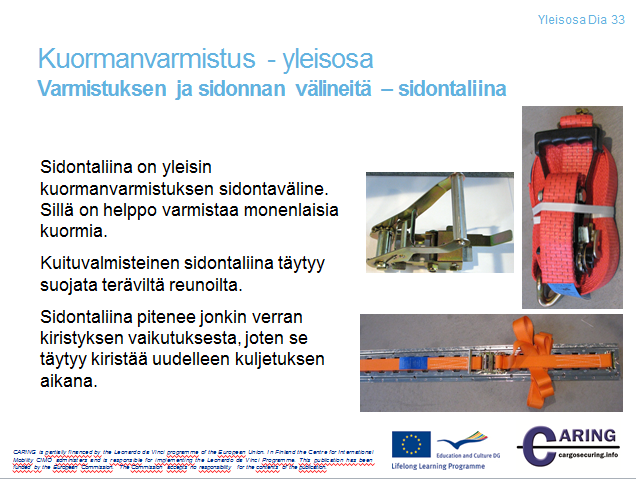 Yleisosa Dia 33
Kuormanvarmistus - yleisosa
Varmistuksen ja sidonnan välineitä – sidontaliina
Sidontaliina on yleisin
kuormanvarmistuksen sidontaväline.
Sillä on helppo varmistaa monenlaisia
kuormia.
Kuituvalmisteinen sidontaliina täytyy
suojata teräviltä reunoilta.
Sidontaliina pitenee jonkin verran
kiristyksen vaikutuksesta, joten se
täytyy kiristää uudelleen kuljetuksen
aikana.
CARING is partially financed by the Leonardo da Vinci programme of the European Union. In Finland the Centre for International
Mobility CIMO administers and is responsible for implementing the Leonardo da Vinci Programme. This publication has been
funded by the European Commission. The Commission accepts no responsibility for the contents of the publication.
Education and Culture DG
Lifelong Learning Programme
CARING
cargosecuring.info